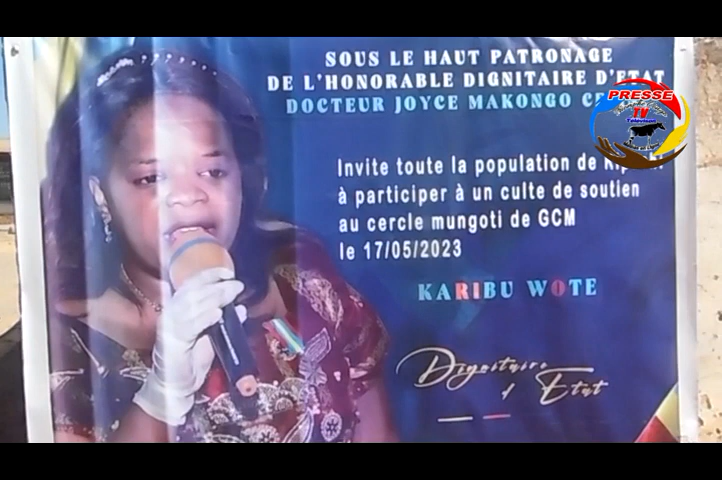 SOUS LE HAUT PATRONAGE
DE L'HONORABLE DIGNITAIRE D'ETAT
DOCTEUR JOYCE MAKONGO
PRESSE
TV
Invite toute la population de
à participer à un culte de soutien
au cercle mungoti de GCM
le 17/05/2023
KARIBU WOTE
Dignitaire
d'Etat